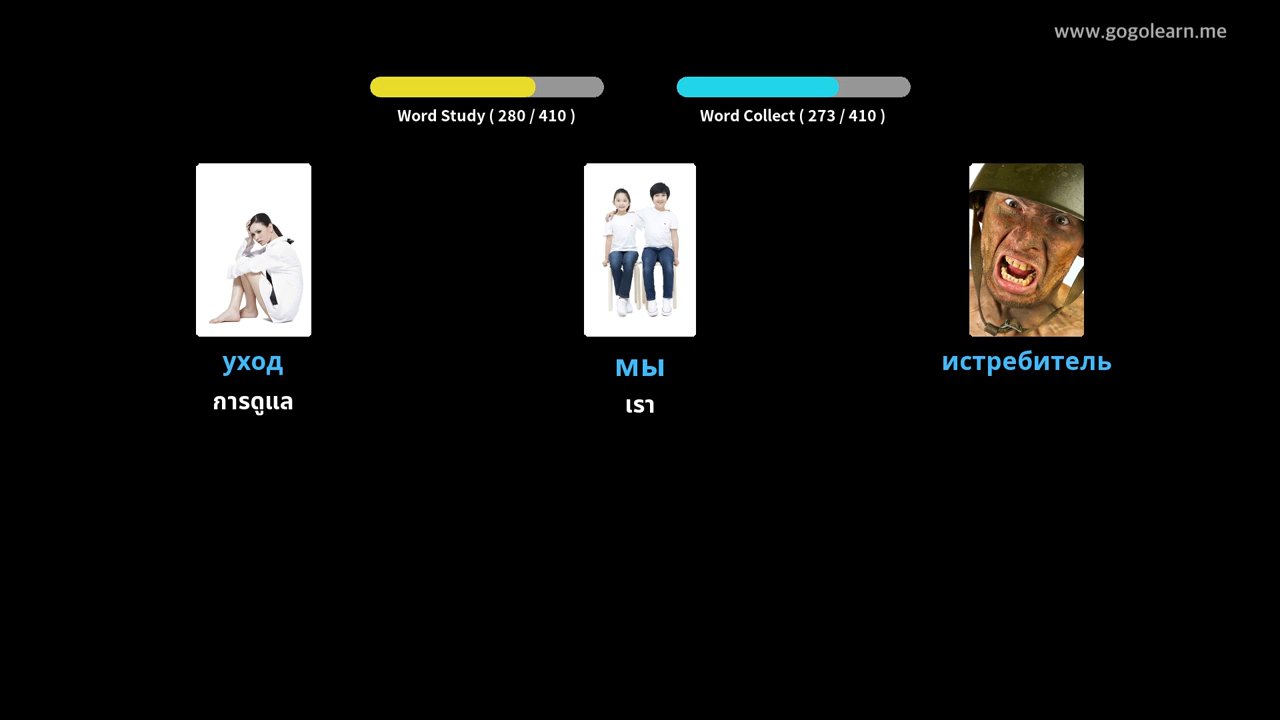 www.gogolearn.me
Word Study ( 280 / 410 )
Word Collect ( 273 / 410 )
уход
мы
истребитель
การดูแล
เรา